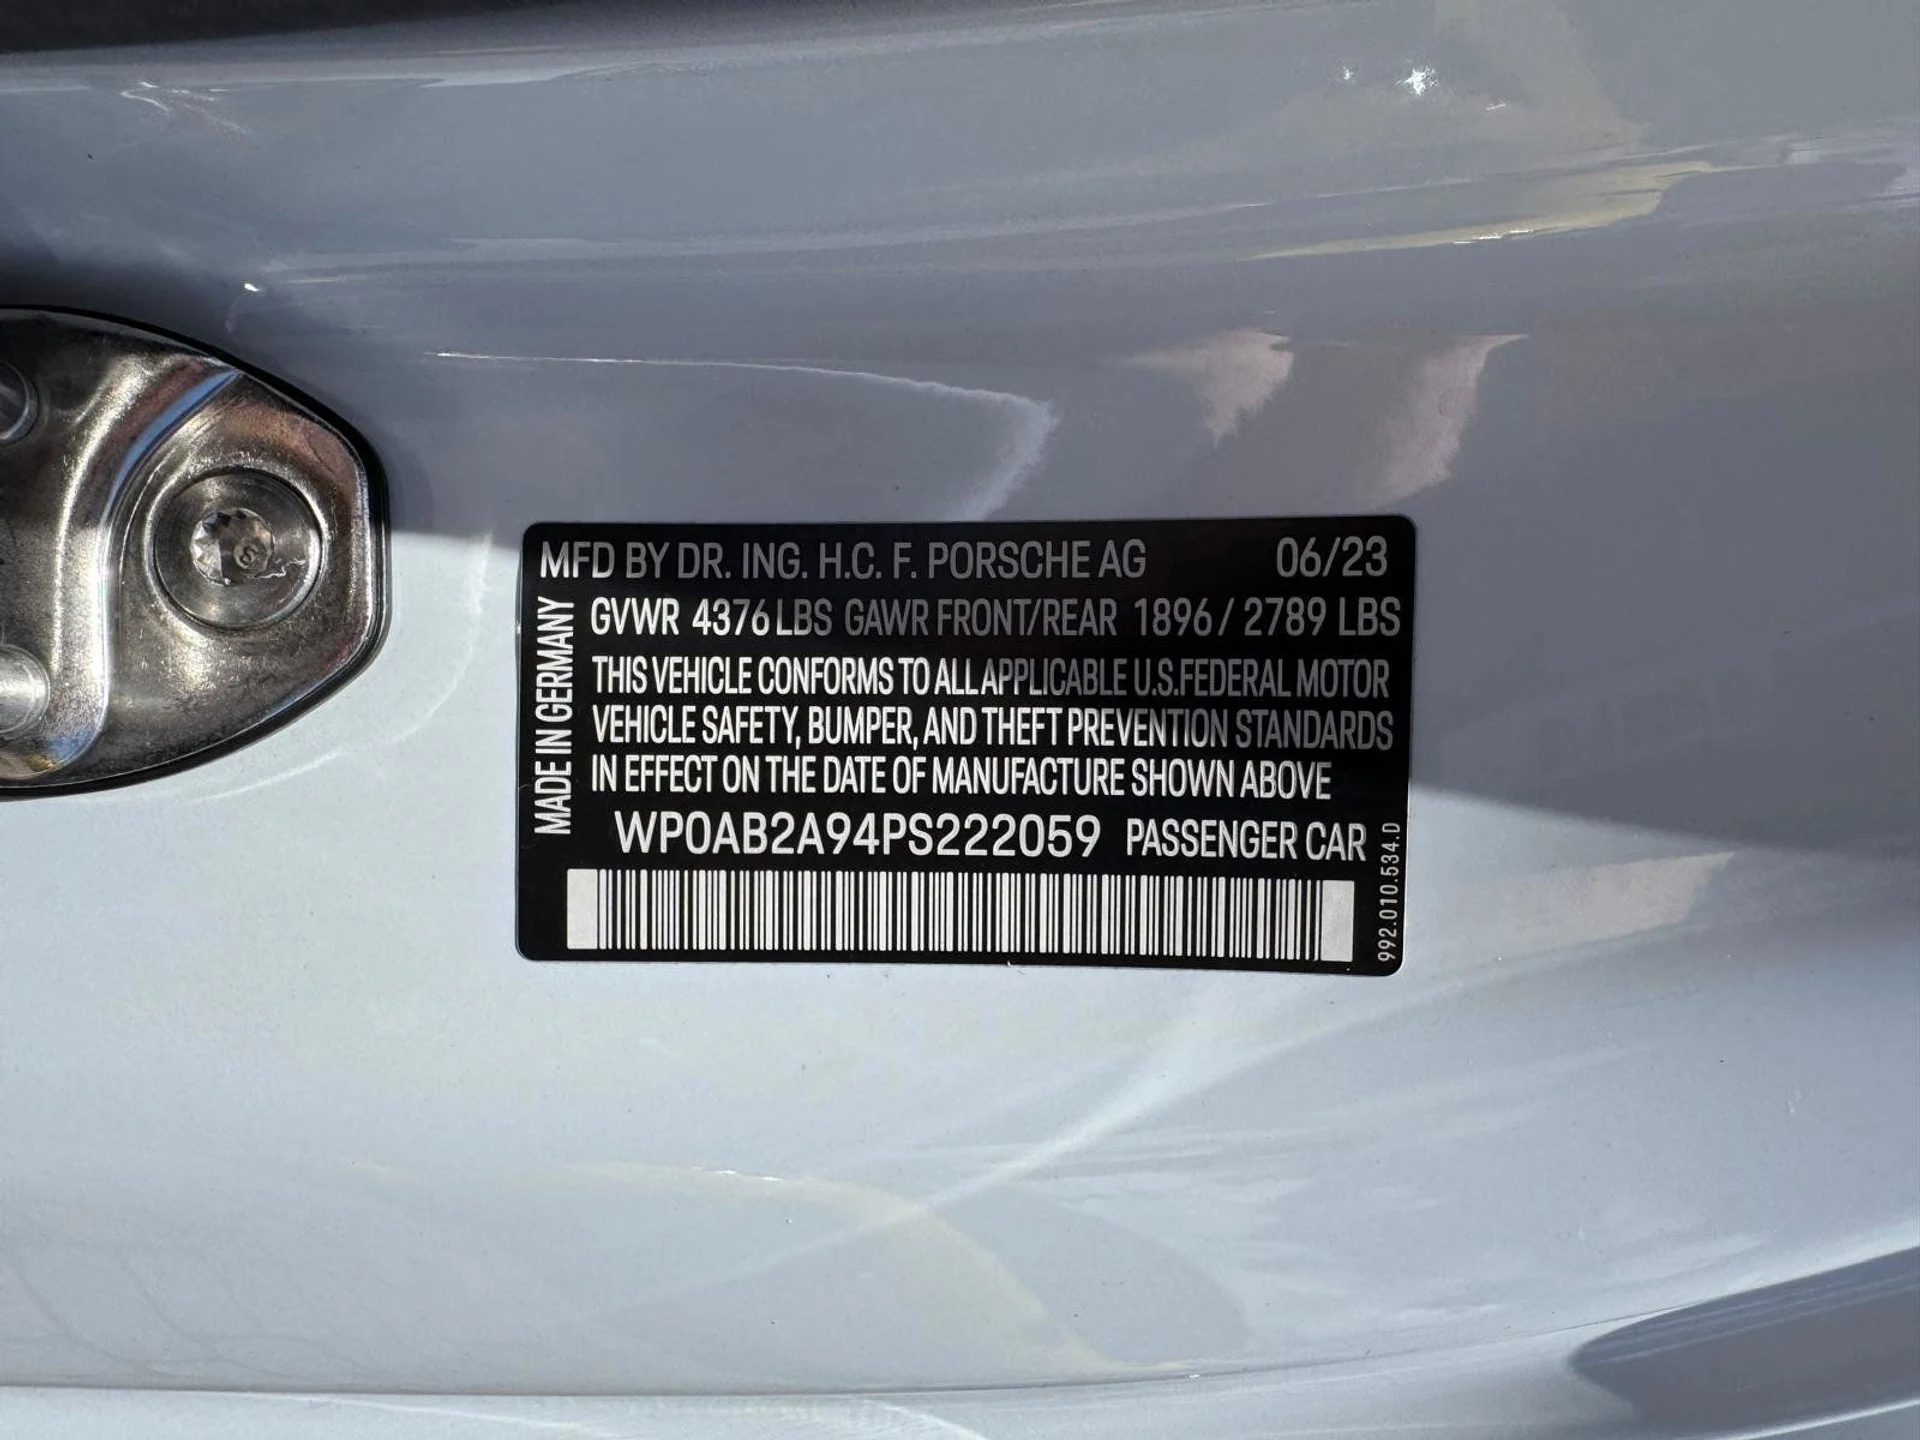 MFD BY DR. ING. H.C. F. PORSCHE AG 06/23
GVWR 4376 LBS GAWR FRONT/REAR 1896 / 2789 LBS
THIS VEHICLE CONFORMS TO ALL APPLICABLE U.S.FEDERAL MOTOR
VEHICLE SAFETY, BUMPER, AND THEFT PREVENTION STANDARDS
IN EFFECT ON THE DATE OF MANUFACTURE SHOWN ABOVE
WP0AB2A94PS222059 PASSENGER CAR
MADE IN GERMANY
992.010.534.D